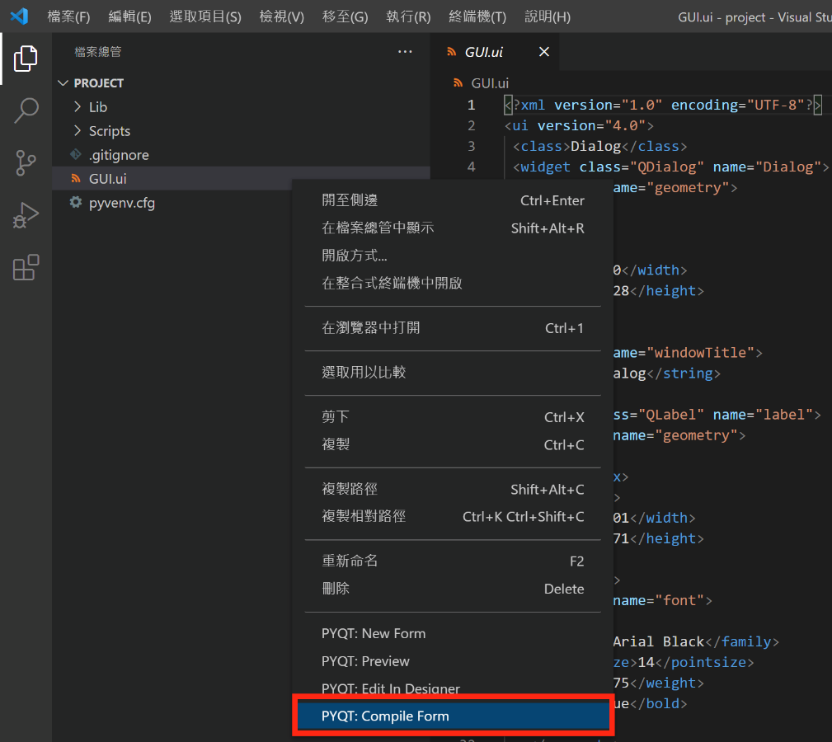 檔案(F) 編輯(E) 選取項目(S) 檢視(V) 移至(G) 執行(R) 終端機(T) 說明(H) GUI.ui - project - Visual Stu
檔案總管 ...
GUI.ui
PROJECT
Lib
Scripts
.gitignore
GUI.ui
pyvenv.cfg
GUI.ui
1 <?xml version="1.0" encoding="UTF-8"?>
2 <ui version="4.0">
3 <class>Dialog</class>
4 <widget class="QDialog" name="Dialog">
ame="geometry">
0</width>
28</height>
ame="windowTitle">
alog</string>
ss="QLabel" name="label">
name="geometry">
x>
>
01</width>
71</height>
>
name="font">
Arial Black</family>
ze>14</pointsize>
75</weight>
ue</bold>
開至側邊 Ctrl+Enter
在檔案總管中顯示 Shift+Alt+R
開啟方式...
在整合式終端機中開啟
在瀏覽器中打開 Ctrl+1
選取用以比較
剪下 Ctrl+X
複製 Ctrl+C
複製路徑 Shift+Alt+C
複製相對路徑 Ctrl+K Ctrl+Shift+C
重新命名 F2
刪除 Delete
PYQT: New Form
PYQT: Preview
PYQT: Edit In Designer
PYQT: Compile Form